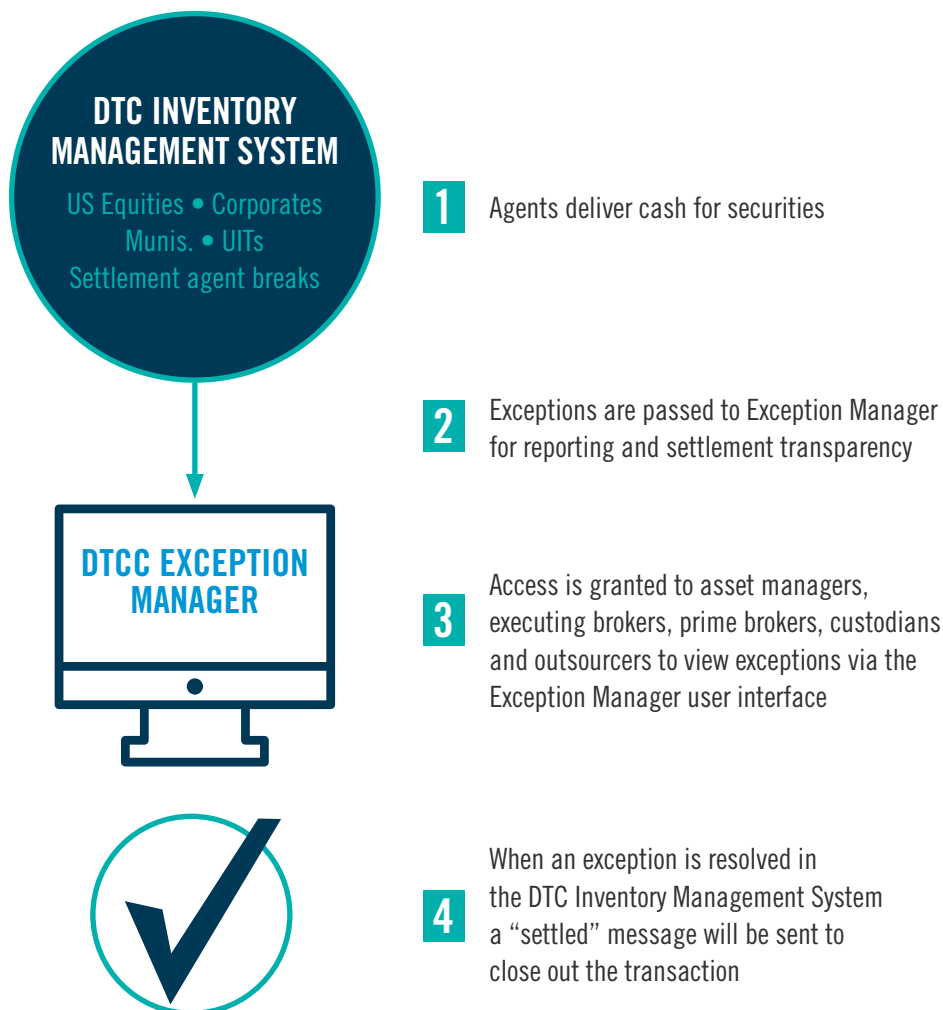 DTC INVENTORY
MANAGEMENT SYSTEM
US Equities • Corporates
Munis. • UITs
Settlement agent breaks
1 Agents deliver cash for securities
2 Exceptions are passed to Exception Manager
for reporting and settlement transparency
DTCC EXCEPTION
MANAGER
3 Access is granted to asset managers,
executing brokers, prime brokers, custodians
and outsourcers to view exceptions via the
Exception Manager user interface
4 When an exception is resolved in
the DTC Inventory Management System
a “settled” message will be sent to
close out the transaction